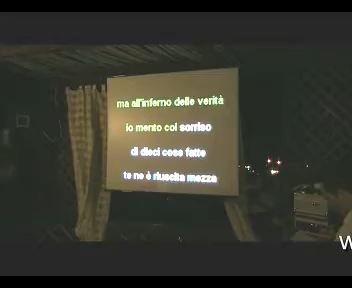 ma all'inferno delle verità
io mento col sorriso
di dieci cose fatte
te ne è riuscita mezza
W